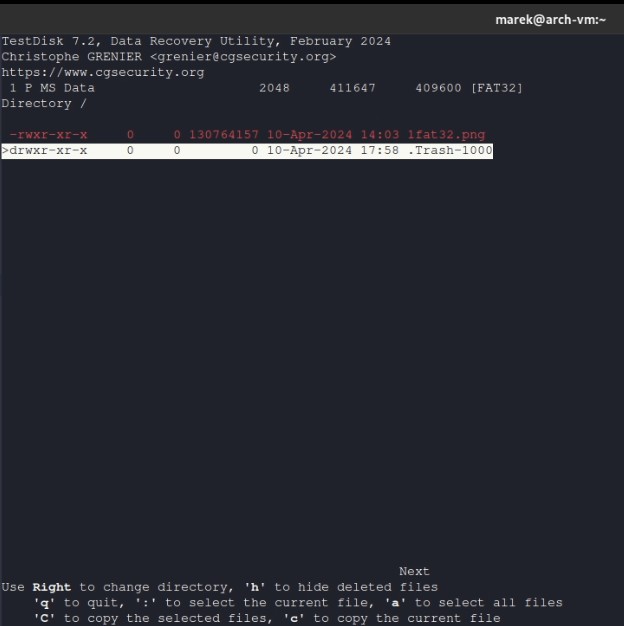 marek@arch-vm:~
TestDisk 7.2, Data Recovery Utility, February 2024
Christophe GRENIER <grenier@cgsecurity.org>
https://www.cgsecurity.org
 1 P MS Data                     2048     411647     409600 [FAT32]
Directory /
 -rwxr-xr-x     0     0 130764157 10-Apr-2024 14:03 1fat32.png
>drwxr-xr-x     0     0         0 10-Apr-2024 17:58 .Trash-1000
Next
Use Right to change directory, 'h' to hide deleted files
    'q' to quit, ':' to select the current file, 'a' to select all files
    'C' to copy the selected files, 'c' to copy the current file